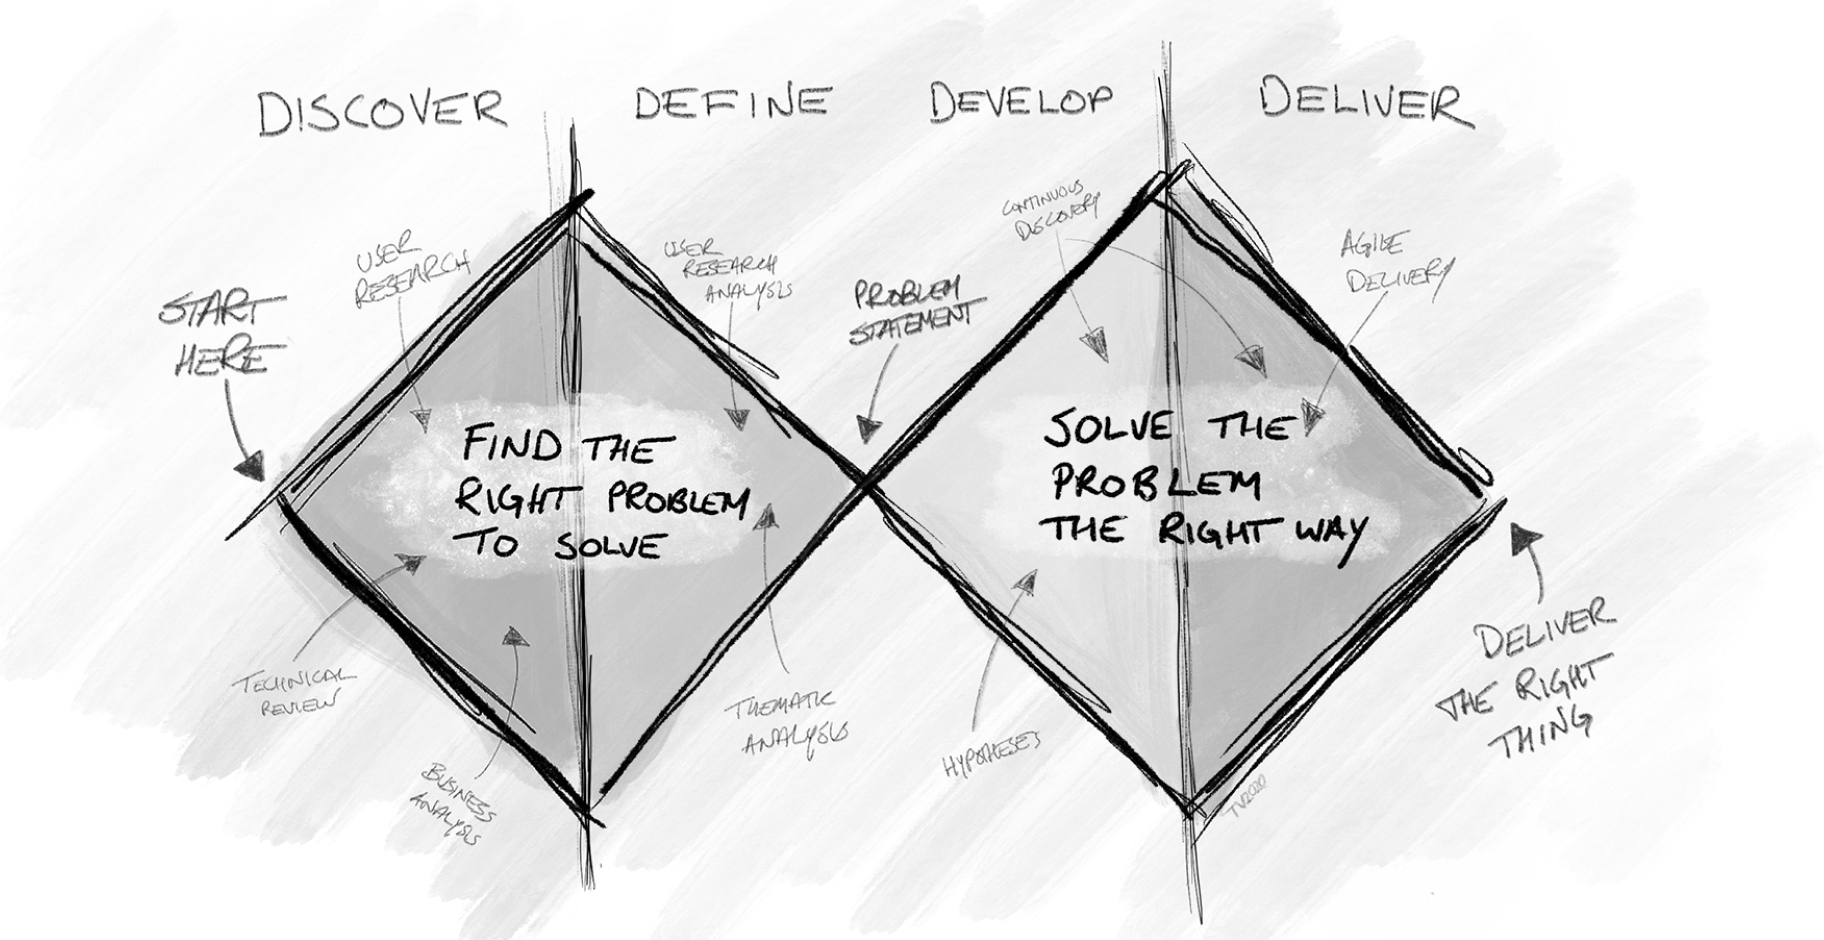 DISCOVER
DEFINE
DEVELOP
DELIVER
START
HERE
USER
RESEARCH
USER
RESEARCH
ANALYSIS
PROBLEM
STATEMENT
CONTINUOUS
DISCOVERY
AGILE
DELIVERY
FIND THE
RIGHT PROBLEM
TO SOLVE
SOLVE THE
PROBLEM
THE RIGHT WAY
TECHNICAL
REVIEW
BUSINESS
ANALYSIS
THEMATIC
ANALYSIS
HYPOTHESES
DELIVER
THE RIGHT
THING
TV2020